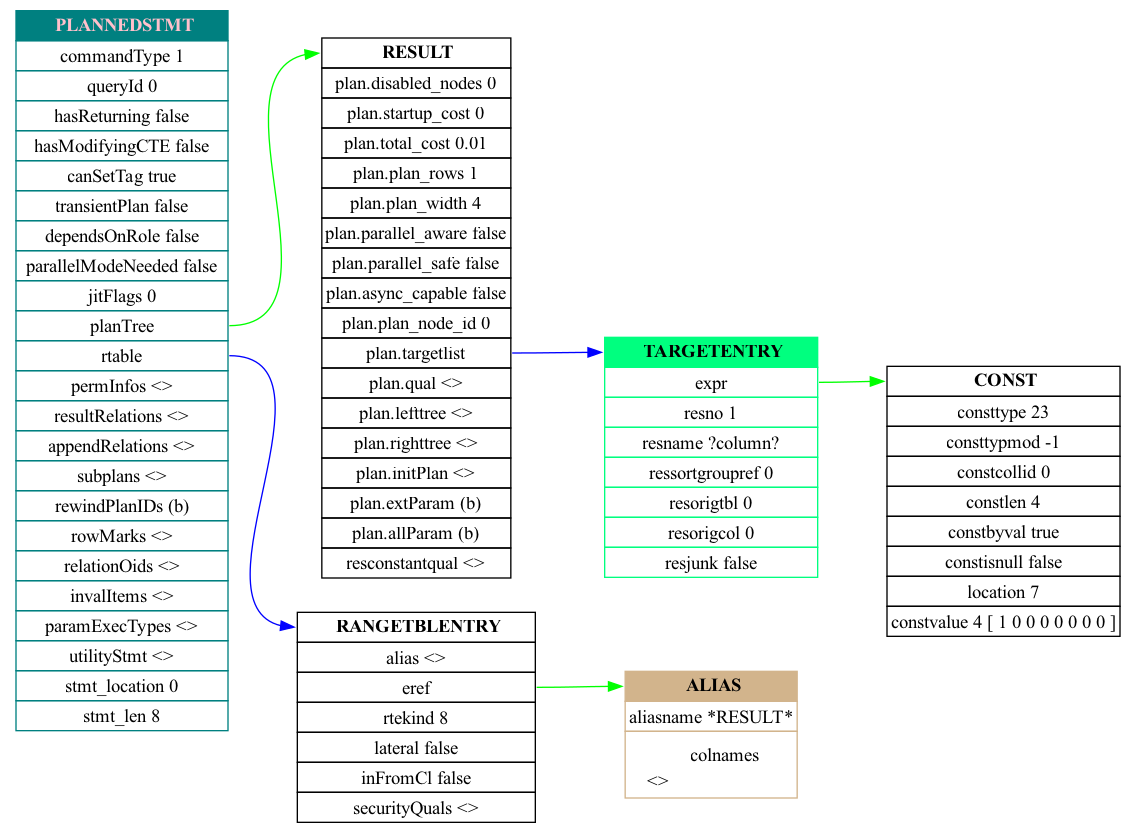 PLANNEDSTMT
commandType 1
queryId 0
hasReturning false
hasModifyingCTE false
canSetTag true
transientPlan false
dependsOnRole false
parallelModeNeeded false
jitFlags 0
planTree
rtable
permInfos <>
resultRelations <>
appendRelations <>
subplans <>
rewindPlanIDs (b)
rowMarks <>
relationOids <>
invalItems <>
paramExecTypes <>
utilityStmt <>
stmt_location 0
stmt_len 8
RESULT
plan.disabled_nodes 0
plan.startup_cost 0
plan.total_cost 0.01
plan.plan_rows 1
plan.plan_width 4
plan.parallel_aware false
plan.parallel_safe false
plan.async_capable false
plan.plan_node_id 0
plan.targetlist
plan.qual <>
plan.lefttree <>
plan.righttree <>
plan.initPlan <>
plan.extParam (b)
plan.allParam (b)
resconstantqual <>
RANGETBLENTRY
alias <>
eref
rtekind 8
lateral false
inFromCl false
securityQuals <>
TARGETENTRY
expr
resno 1
resname ?column?
ressortgroupref 0
resorigtbl 0
resorigcol 0
resjunk false
ALIAS
aliasname *RESULT*
colnames
<>
CONST
consttype 23
consttypmod -1
constcollid 0
constlen 4
constbyval true
constisnull false
location 7
constvalue 4 [ 1 0 0 0 0 0 0 0 ]